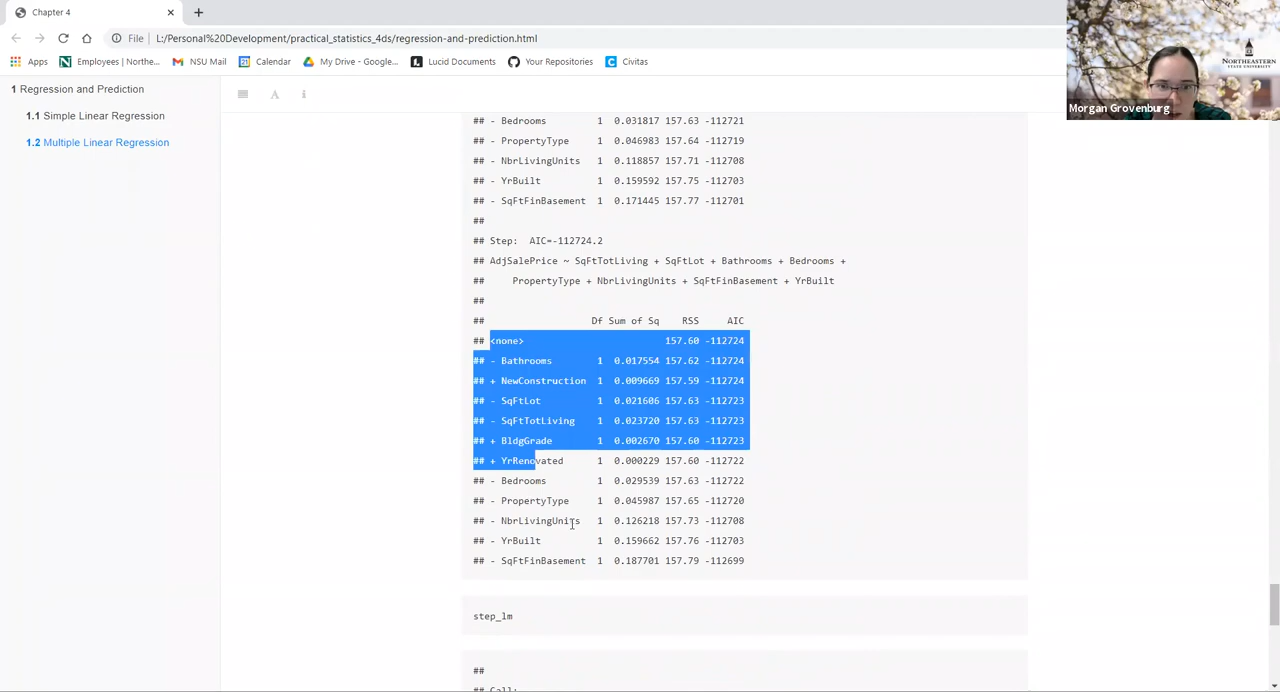 Chapter 4
File
L:/Personal%20Development/practical_statistics_4ds/regression-and-prediction.html
Apps
Employees (Northe...
NSU Mail
Calendar
My Drive - Google...
Lucid Documents
Your Repositories
Civitas
NORTHEASTERN
STATE UNIVERSITY
Morgan Grovenburg
1 Regression and Prediction
1.1 Simple Linear Regression
1.2 Multiple Linear Regression
## - Bedrooms 1 0.031817 157.63 -112721
## - PropertyType 1 0.046983 157.64 -112719
## - NbrLivingUnits 1 0.118857 157.71 -112708
## - YrBuilt 1 0.159592 157.75 -112703
## - SqFtFinBasement 1 0.171445 157.77 -112701
##
## Step: AIC=-112724.2
## AdjSalePrice ~ SqFtTotLiving + SqFtLot + Bathrooms + Bedrooms +
## PropertyType + NbrLivingUnits + SqFtFinBasement + YrBuilt
##
## Df Sum of Sq RSS AIC
## <none> 157.60 -112724
## - Bathrooms 1 0.017554 157.62 -112724
## + NewConstruction 1 0.009669 157.59 -112724
## - SqFtLot 1 0.021606 157.63 -112723
## - SqFtTotLiving 1 0.023720 157.63 -112723
## + BldgGrade 1 0.002670 157.60 -112723
## + YrRenovated 1 0.000229 157.60 -112722
## - Bedrooms 1 0.029539 157.63 -112722
## - PropertyType 1 0.045987 157.65 -112720
## - NbrLivingUnits 1 0.126218 157.73 -112708
## - YrBuilt 1 0.159662 157.76 -112703
## - SqFtFinBasement 1 0.187701 157.79 -112699
step_lm
##
## Call: